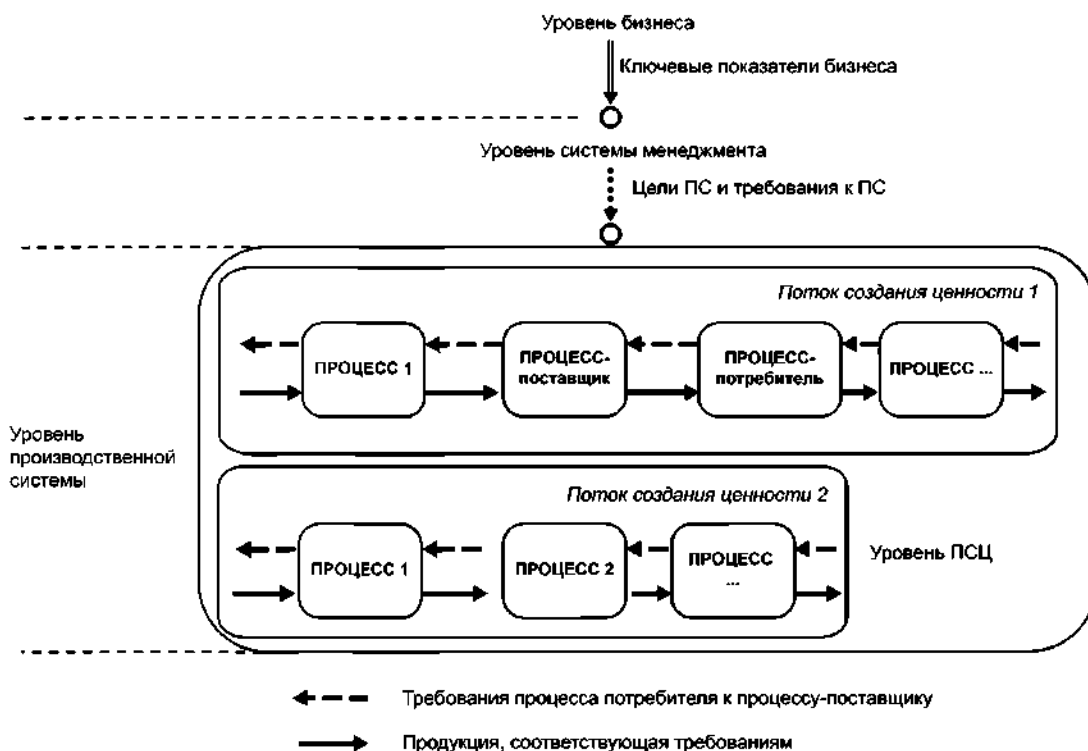 Уровень бизнеса
Ключевые показатели бизнеса
Уровень системы менеджмента
Цели ПС и требования к ПС
Поток создания ценности 1
ПРОЦЕСС 1
ПРОЦЕСС-
поставщик
ПРОЦЕСС-
потребитель
ПРОЦЕСС ...
Уровень
производственной
системы
Поток создания ценности 2
ПРОЦЕСС 1
ПРОЦЕСС 2
ПРОЦЕСС
...
Уровень ПСЦ
Требования процесса потребителя к процессу-поставщику
Продукция, соответствующая требованиям